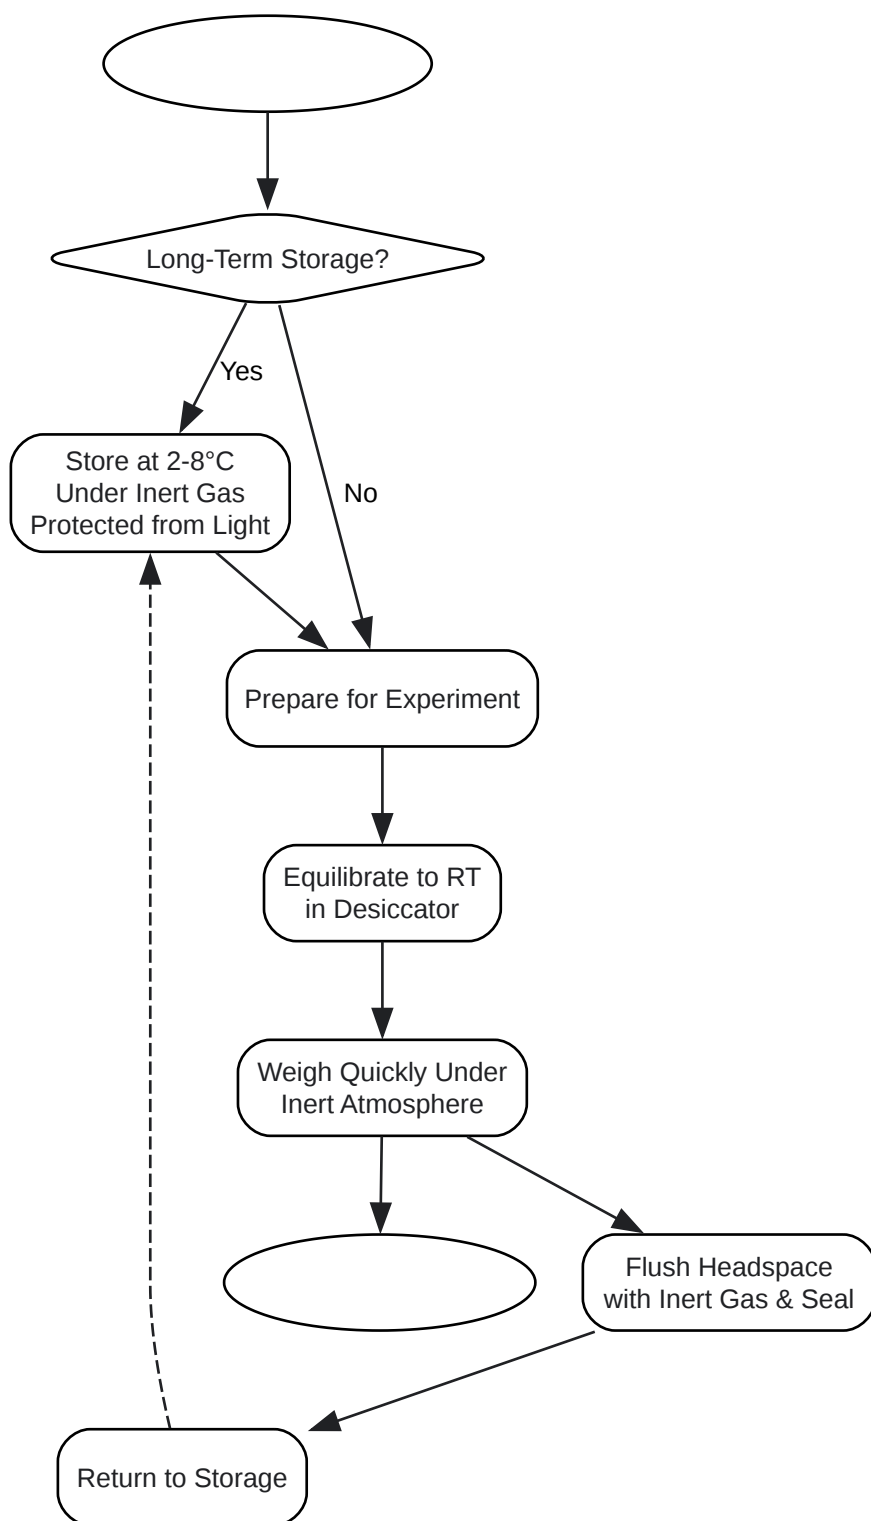 Long-Term Storage?
Yes
Store at 2-8°C
Under Inert Gas
Protected from Light
No
Prepare for Experiment
Equilibrate to RT
in Desiccator
Weigh Quickly Under
Inert Atmosphere
Flush Headspace
with Inert Gas & Seal
Return to Storage